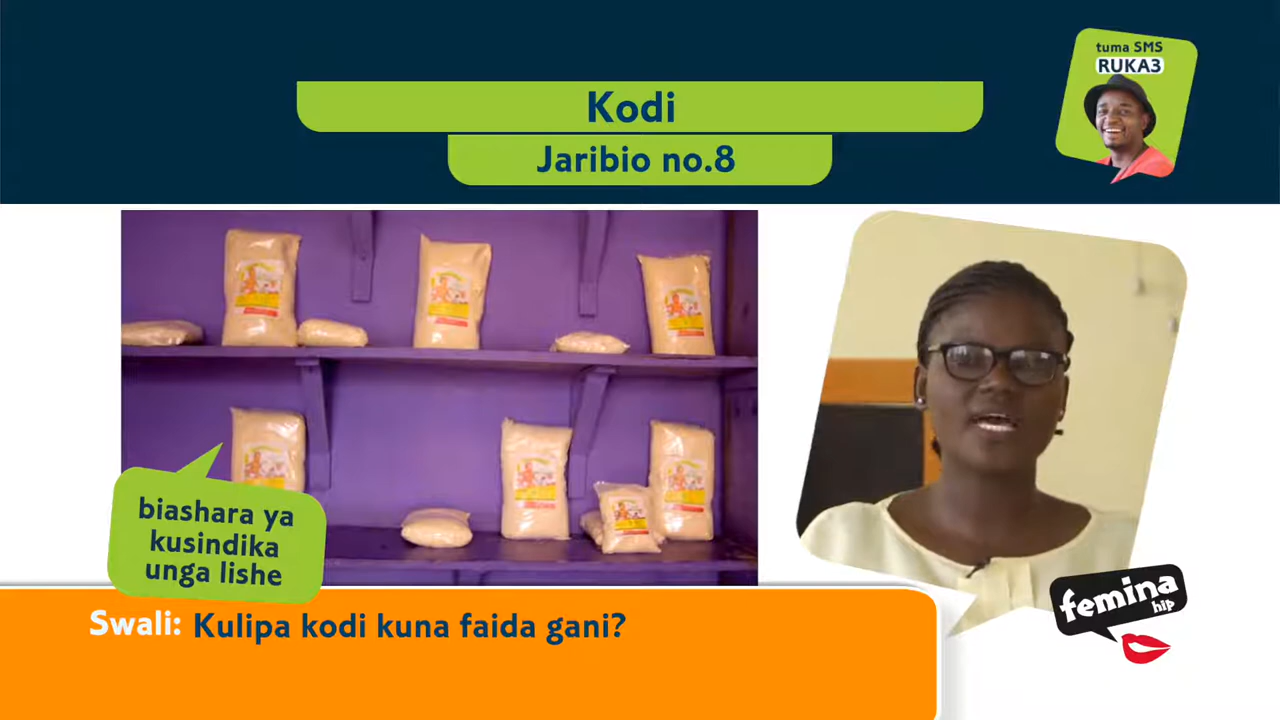 Kodi
Jaribio no.8
tuma SMS
RUKA3
biashara ya
kusindika
unga lishe
Swali: Kulipa kodi kuna faida gani?
femina
hip